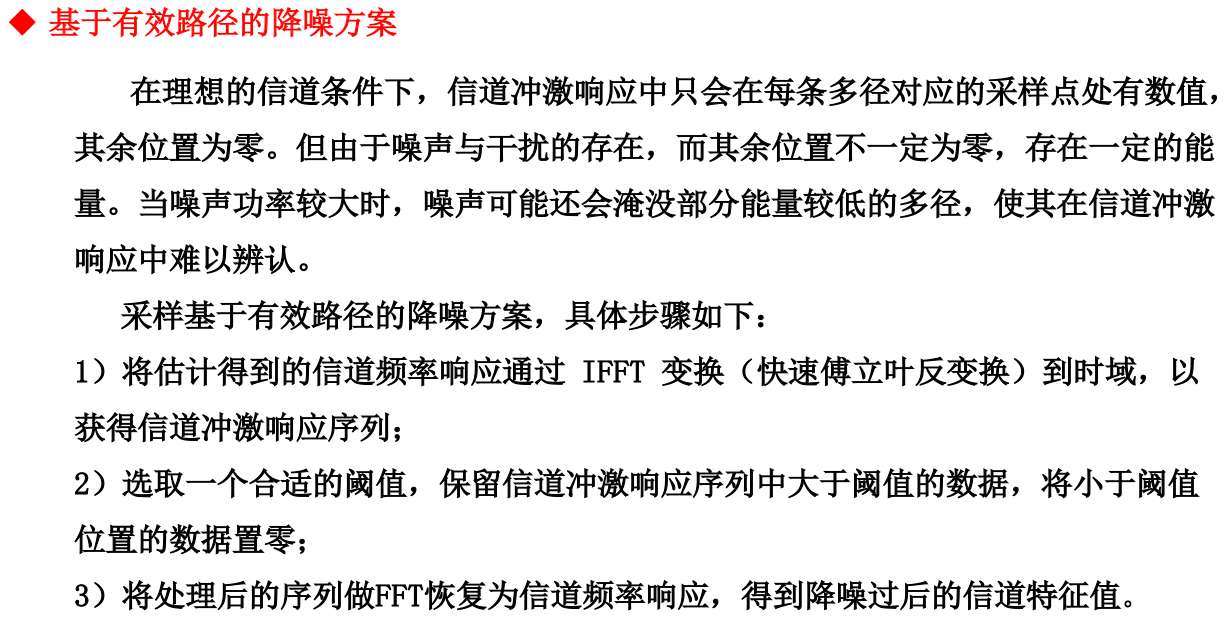 ◆ 基于有效路径的降噪方案
在理想的信道条件下，信道冲激响应中只会在每条多径对应的采样点处有数值，
其余位置为零。但由于噪声与干扰的存在，而其余位置不一定为零，存在一定的能
量。当噪声功率较大时，噪声可能还会淹没部分能量较低的多径，使其在信道冲激
响应中难以辨认。
采样基于有效路径的降噪方案，具体步骤如下：
1）将估计得到的信道频率响应通过 IFFT 变换（快速傅立叶反变换）到时域，以
获得信道冲激响应序列；
2）选取一个合适的阈值，保留信道冲激响应序列中大于阈值的数据，将小于阈值
位置的数据置零；
3）将处理后的序列做FFT恢复为信道频率响应，得到降噪过后的信道特征值。